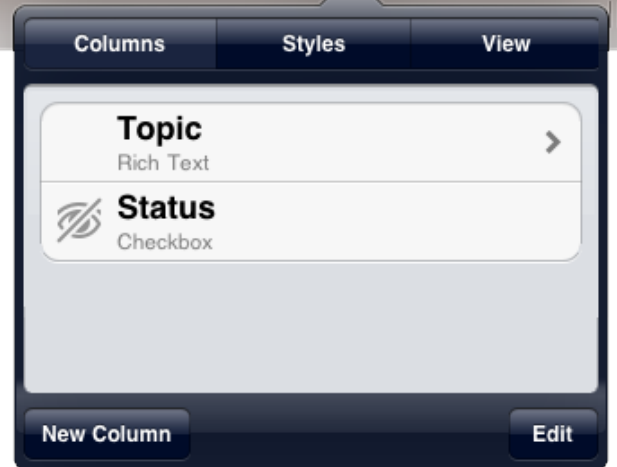 Columns Styles View
Topic
Rich Text
Status
Checkbox
New Column Edit